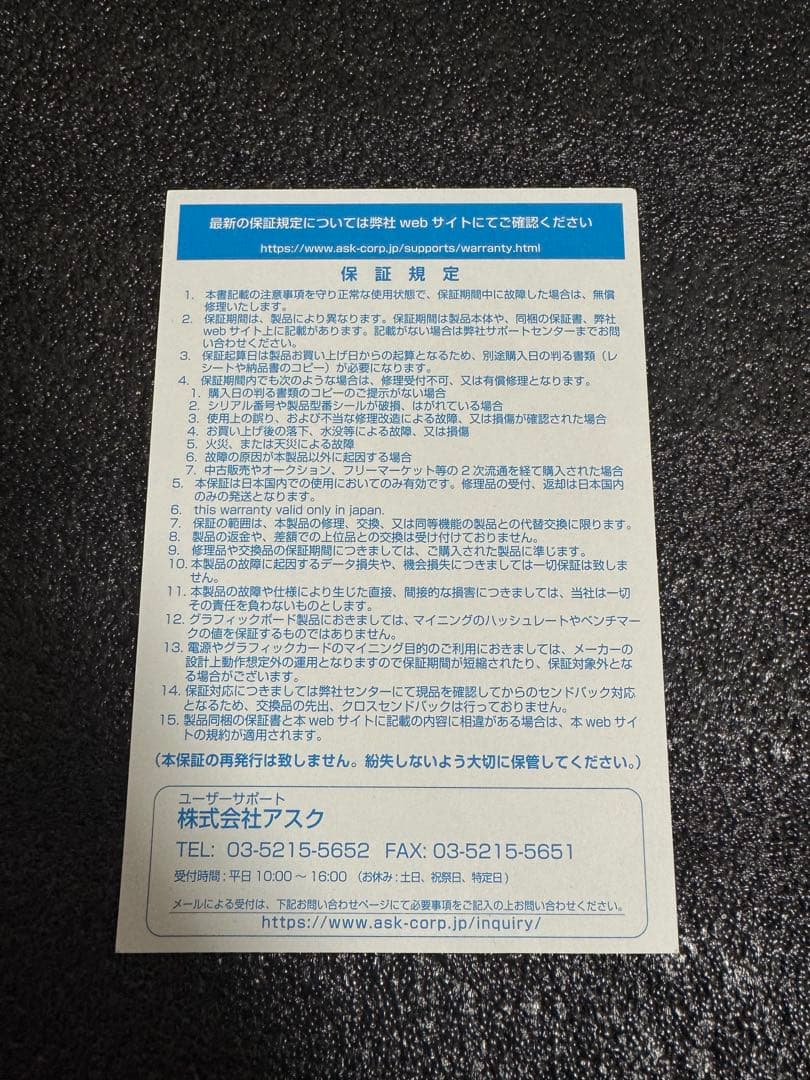 最新の保証規定については弊社 web サイトにてご確認ください
https://www.ask-corp.jp/supports/warranty.html
保 証 規 定
1. 本書記載の注意事項を守り正常な使用状態で、保証期間中に故障した場合は、無償
修理いたします。
2. 保証期間は、製品により異なります。保証期間は製品本体や、同梱の保証書、弊社
web サイト上に記載があります。記載がない場合は弊社サポートセンターまでお問
い合わせください。
3. 保証起算日は製品お買い上げ日からの起算となるため、別途購入日の判る書類（レ
シートや納品書のコピー）が必要になります。
4. 保証期間内でも次のような場合は、修理受付不可、又は有償修理となります。
1. 購入日の判る書類のコピーのご提示がない場合
2. シリアル番号や製品型番シールが破損、はがれている場合
3. 使用上の誤り、および不当な修理改造による故障、又は損傷が確認された場合
4. お買い上げ後の落下、水没等による故障、又は損傷
5. 火災、または天災による故障
6. 故障の原因が本製品以外に起因する場合
7. 中古販売やオークション、フリーマーケット等の 2 次流通を経て購入された場合
5. 本保証は日本国内での使用においてのみ有効です。修理品の受付、返却は日本国内
のみの発送となります。
6. this warranty valid only in japan.
7. 保証の範囲は、本製品の修理、交換、又は同等機能の製品との代替交換に限ります。
8. 製品の返金や、差額での上位品との交換は受け付けておりません。
9. 修理品や交換品の保証期間につきましては、ご購入された製品に準じます。
10. 本製品の故障に起因するデータ損失や、機会損失につきましては一切保証は致しま
せん。
11. 本製品の故障や仕様により生じた直接、間接的な損害につきましては、当社は一切
その責任を負わないものとします。
12. グラフィックボード製品におきましては、マイニングのハッシュレートやベンチマー
クの値を保証するものではありません。
13. 電源やグラフィックカードのマイニング目的のご利用におきましては、メーカーの
設計上動作想定外の運用となりますので保証期間が短縮されたり、保証対象外とな
る場合がございます。
14. 保証対応につきましては弊社センターにて現品を確認してからのセンドバック対応
となるため、交換品の先出、クロスセンドバックは行っておりません。
15. 製品同梱の保証書と本 web サイトに記載の内容に相違がある場合は、本 web サイ
トの規約が適用されます。
（本保証の再発行は致しません。紛失しないよう大切に保管してください。）
ユーザーサポート
株式会社アスク
TEL: 03-5215-5652 FAX: 03-5215-5651
受付時間 : 平日 10:00 ～ 16:00 （お休み : 土日、祝祭日、特定日）
メールによる受付は、下記お問い合わせページにて必要事項をご記入の上お問い合わせください。
https://www.ask-corp.jp/inquiry/